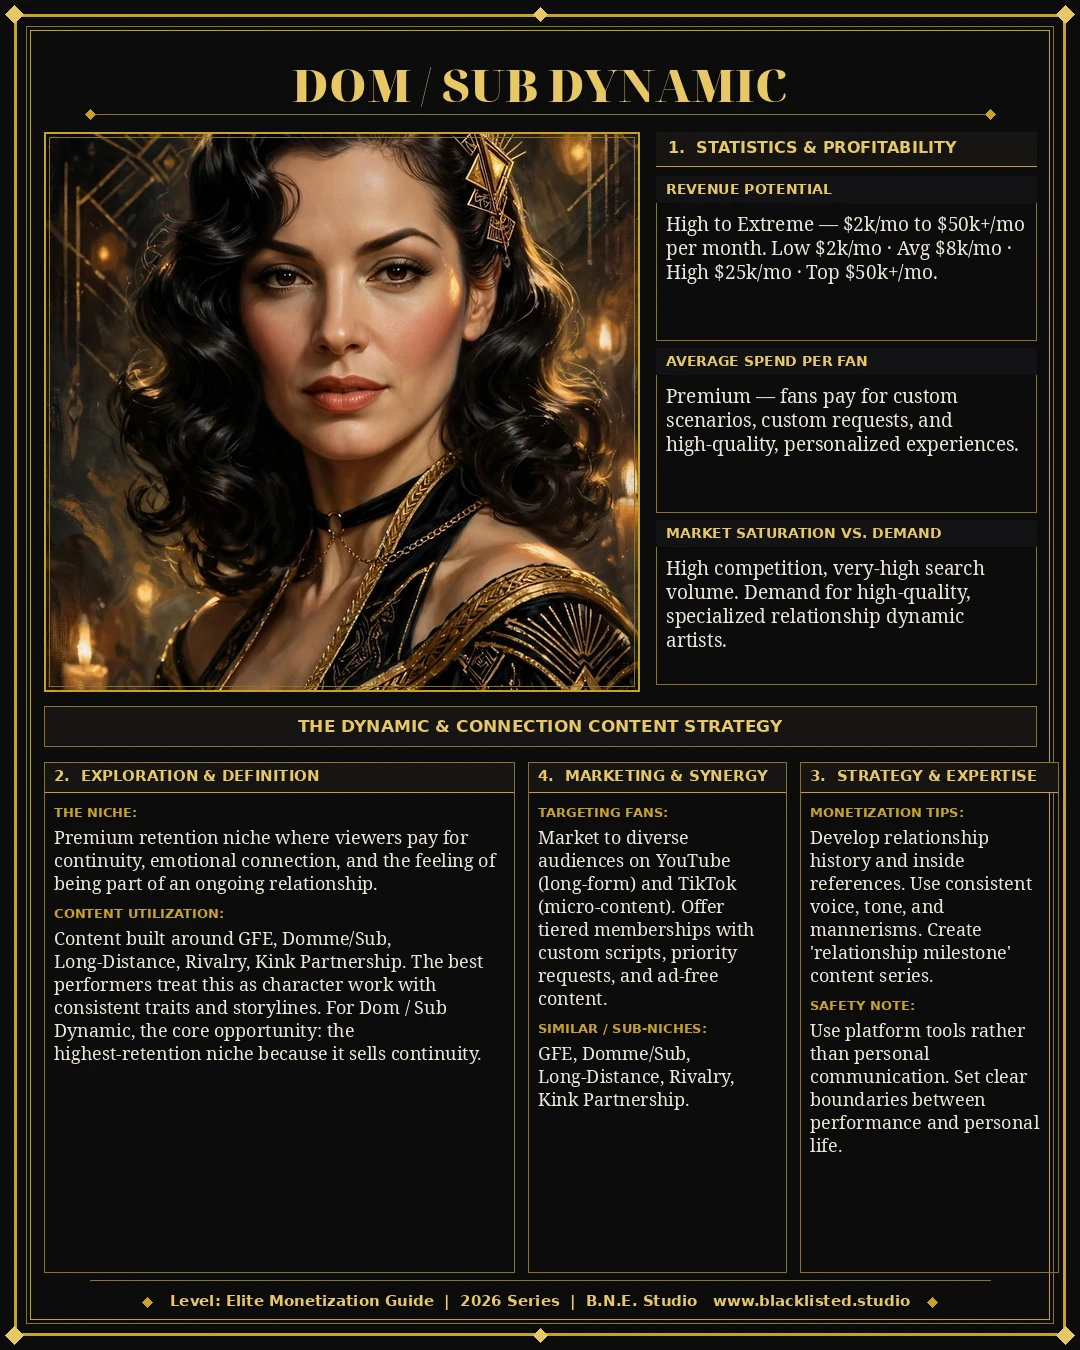 DOM / SUB DYNAMIC
1. STATISTICS & PROFITABILITY
REVENUE POTENTIAL
High to Extreme — $2k/mo to $50k+/mo
per month. Low $2k/mo · Avg $8k/mo ·
High $25k/mo · Top $50k+/mo.
AVERAGE SPEND PER FAN
Premium — fans pay for custom
scenarios, custom requests, and
high-quality, personalized experiences.
MARKET SATURATION VS. DEMAND
High competition, very-high search
volume. Demand for high-quality,
specialized relationship dynamic
artists.
THE DYNAMIC & CONNECTION CONTENT STRATEGY
2. EXPLORATION & DEFINITION
THE NICHE:
Premium retention niche where viewers pay for
continuity, emotional connection, and the feeling of
being part of an ongoing relationship.
CONTENT UTILIZATION:
Content built around GFE, Domme/Sub,
Long-Distance, Rivalry, Kink Partnership. The best
performers treat this as character work with
consistent traits and storylines. For Dom / Sub
Dynamic, the core opportunity: the
highest-retention niche because it sells continuity.
4. MARKETING & SYNERGY
TARGETING FANS:
Market to diverse
audiences on YouTube
(long-form) and TikTok
(micro-content). Offer
tiered memberships with
custom scripts, priority
requests, and ad-free
content.
SIMILAR / SUB-NICHES:
GFE, Domme/Sub,
Long-Distance, Rivalry,
Kink Partnership.
3. STRATEGY & EXPERTISE
MONETIZATION TIPS:
Develop relationship
history and inside
references. Use consistent
voice, tone, and
mannerisms. Create
'relationship milestone'
content series.
SAFETY NOTE:
Use platform tools rather
than personal
communication. Set clear
boundaries between
performance and personal
life.
Level: Elite Monetization Guide | 2026 Series | B.N.E. Studio www.blacklisted.studio